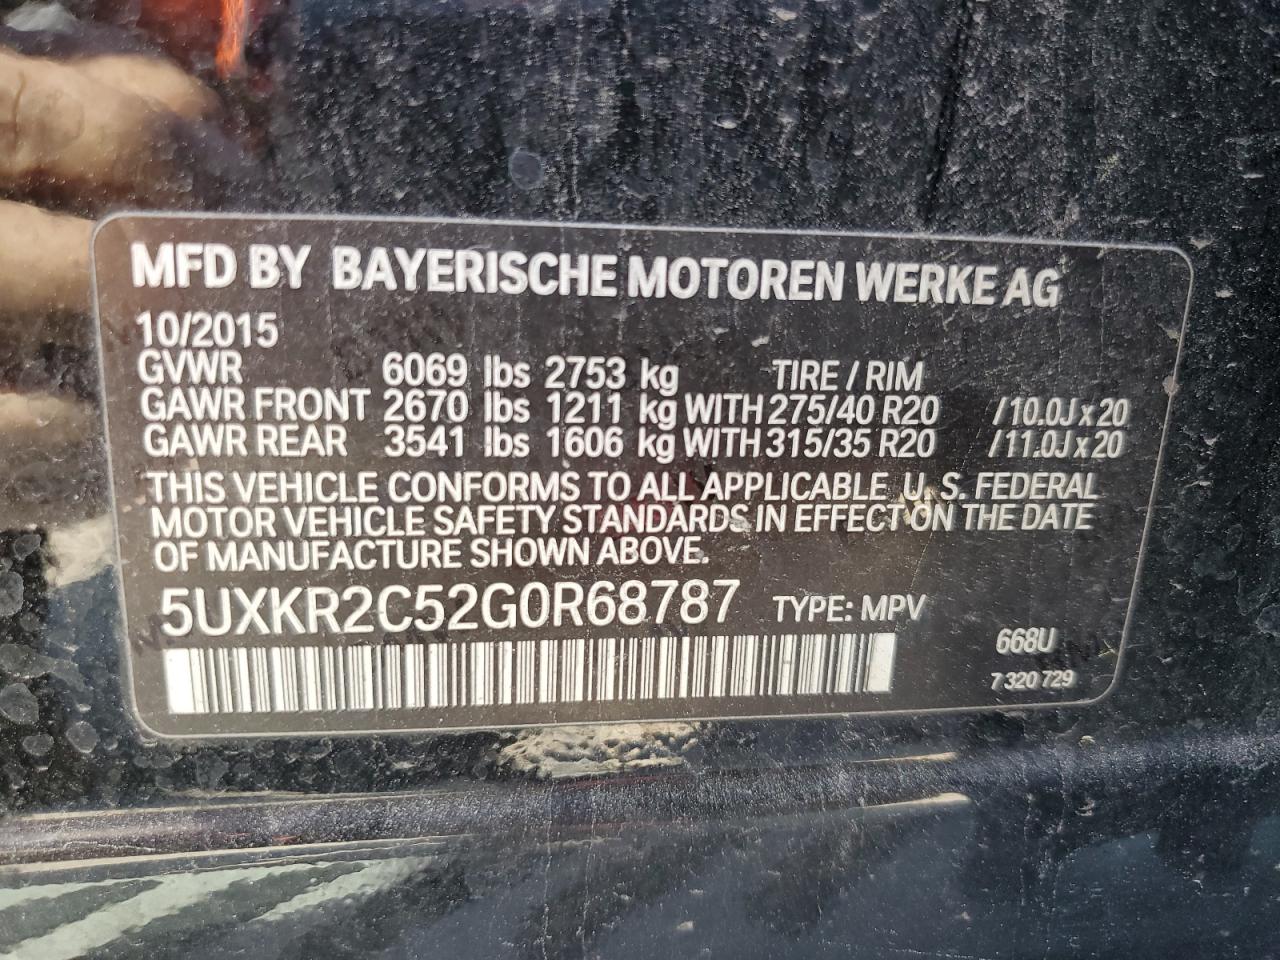 MFD BY BAYERISCHE MOTOREN WERKE AG
10/2015
GVWR 6069 lbs 2753 kg TIRE / RIM
GAWR FRONT 2670 lbs 1211 kg WITH 275/40 R20 /10.0J x 20
GAWR REAR 3541 lbs 1606 kg WITH 315/35 R20 /11.0J x 20
THIS VEHICLE CONFORMS TO ALL APPLICABLE U. S. FEDERAL
MOTOR VEHICLE SAFETY STANDARDS IN EFFECT ON THE DATE
OF MANUFACTURE SHOWN ABOVE.
5UXKR2C52G0R68787 TYPE: MPV
668U
7 320 729